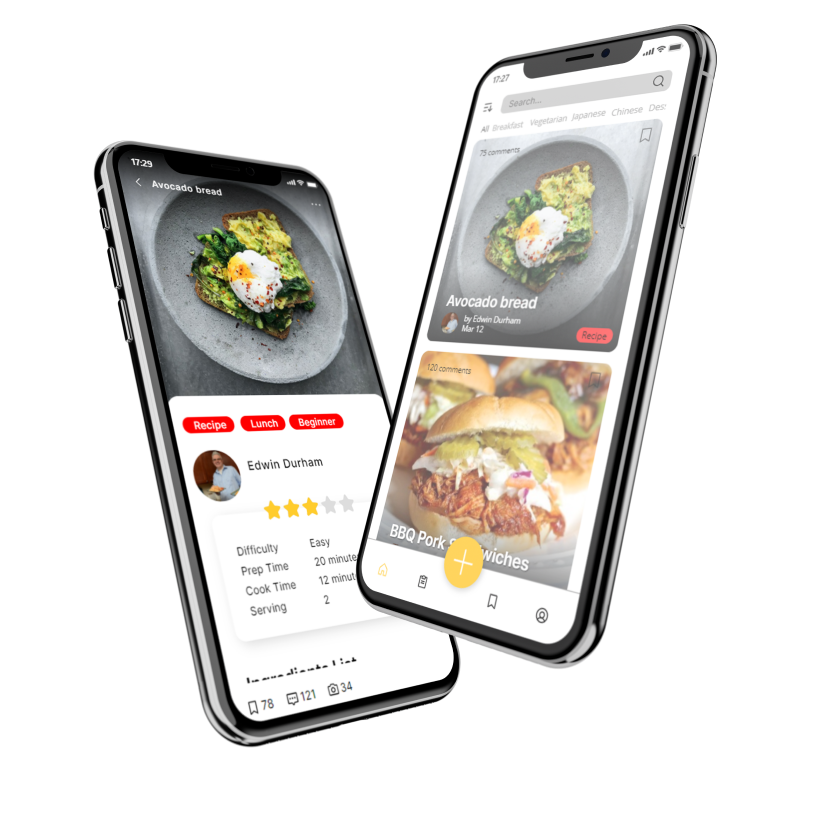 17:29
Avocado bread
Recipe Lunch Beginner
Edwin Durham
Difficulty Easy
Prep Time 20 minute
Cook Time 12 minut
Serving 2
Ingredients List
78 121 34
17:27
Search...
All Breakfast Vegetarian Japanese Chinese Des
75 comments
Avocado bread
by Edwin Durham
Mar 12
Recipe
120 comments
BBQ Pork S wiches